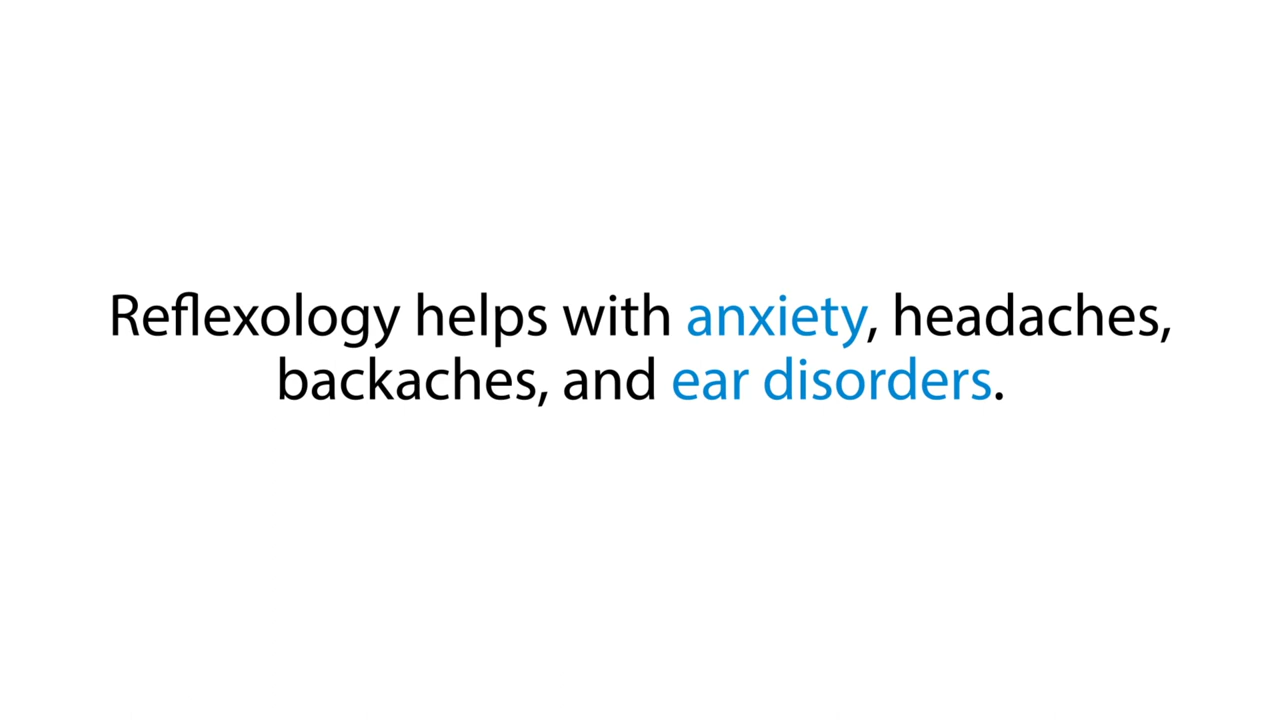 Reflexology helps with anxiety, headaches,
backaches, and ear disorders.